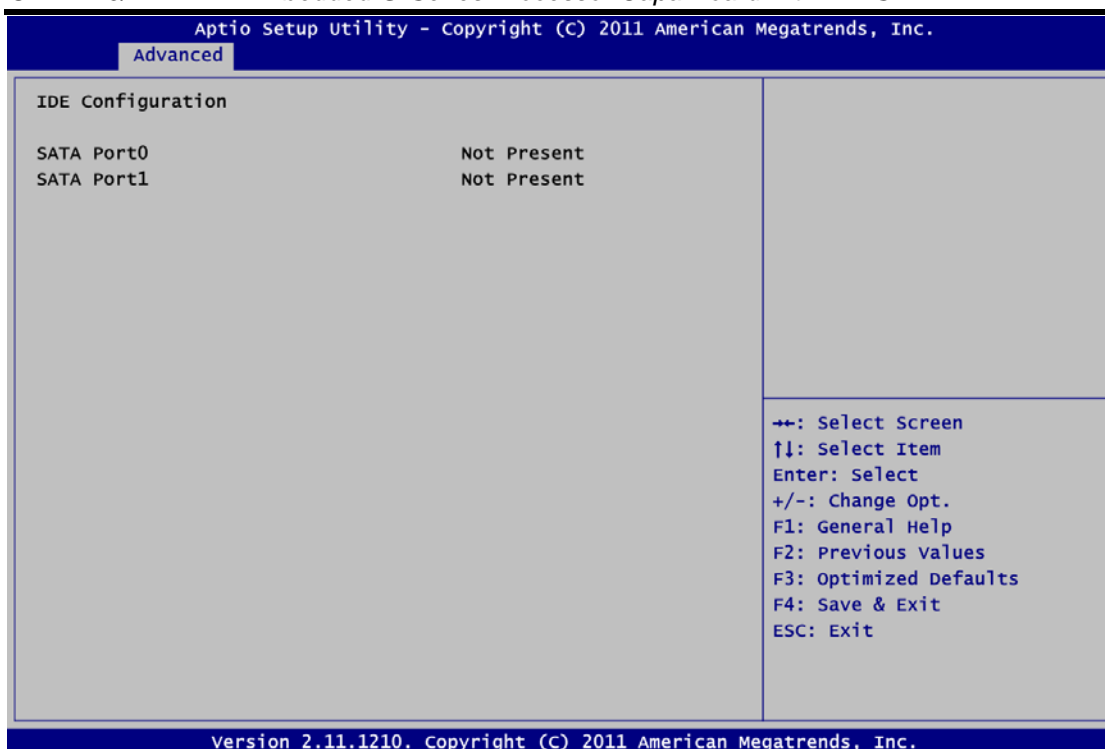 Aptio Setup Utility - Copyright (C) 2011 American Megatrends, Inc.
Advanced
IDE Configuration
SATA Port0 Not Present
SATA Port1 Not Present
→←: Select Screen
↑↓: Select Item
Enter: Select
+/-: Change Opt.
F1: General Help
F2: Previous Values
F3: Optimized Defaults
F4: Save & Exit
ESC: Exit
Version 2.11.1210. Copyright (C) 2011 American Megatrends, Inc.